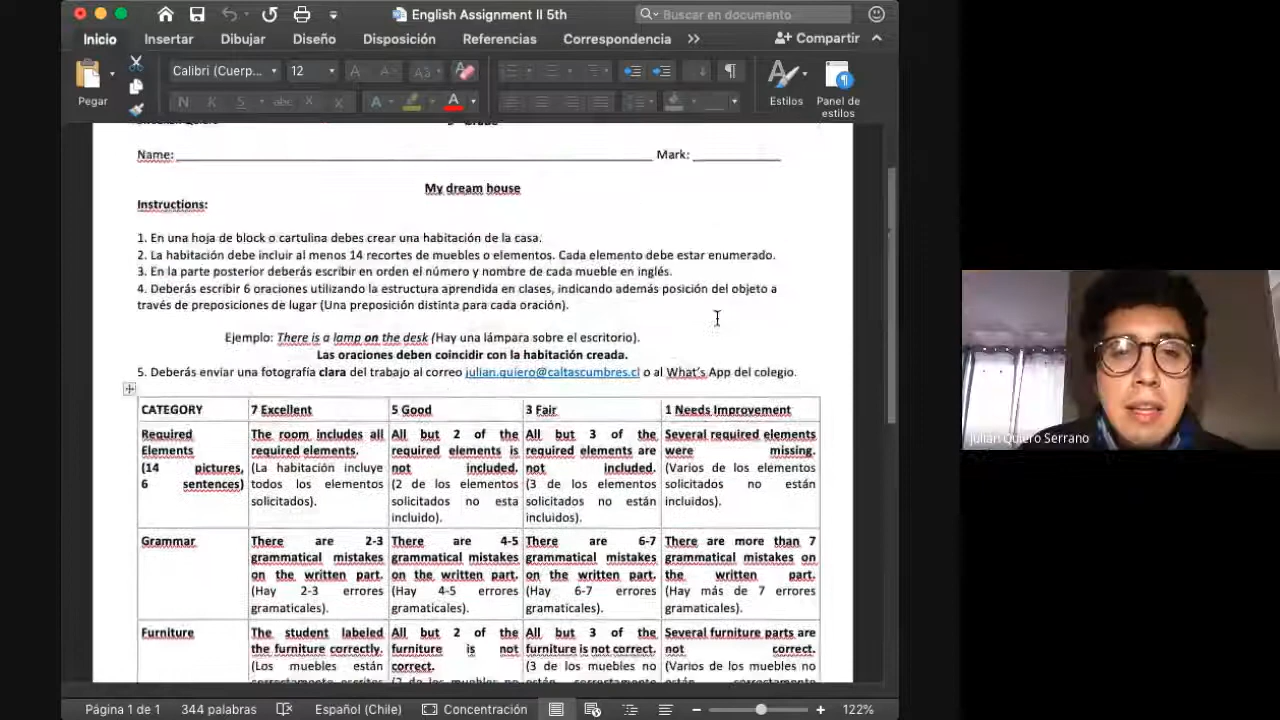 English Assignment II 5th
Buscar en documento
Inicio Insertar Dibujar Diseño Disposición Referencias Correspondencia Compartir
Calibri (Cuerp... 12
Pegar N K S abc x x A A Estilos Panel de estilos
Name: Mark:
My dream house
Instructions:
1. En una hoja de block o cartulina debes crear una habitación de la casa.
2. La habitación debe incluir al menos 14 recortes de muebles o elementos. Cada elemento debe estar enumerado.
3. En la parte posterior deberás escribir en orden el número y nombre de cada mueble en inglés.
4. Deberás escribir 6 oraciones utilizando la estructura aprendida en clases, indicando además posición del objeto a
través de preposiciones de lugar (Una preposición distinta para cada oración).
Ejemplo: There is a lamp on the desk (Hay una lámpara sobre el escritorio).
Las oraciones deben coincidir con la habitación creada.
5. Deberás enviar una fotografía clara del trabajo al correo julian.quiero@caltascumbres.cl o al What's App del colegio.
CATEGORY 7 Excellent 5 Good 3 Fair 1 Needs Improvement
Required The room includes all All but 2 of the All but 3 of the Several required elements
Elements required elements. required elements is required elements are were missing.
(14 pictures, (La habitación incluye not included. not included. (Varios de los elementos
6 sentences) todos los elementos (2 de los elementos (3 de los elementos solicitados no están
solicitados). solicitados no esta solicitados no están incluidos).
incluido). incluidos).
Grammar There are 2-3 There are 4-5 There are 6-7 There are more than 7
grammatical mistakes grammatical mistakes grammatical mistakes grammatical mistakes on
on the written part. on the written part. on the written part. the written part.
(Hay 2-3 errores (Hay 4-5 errores (Hay 6-7 errores (Hay más de 7 errores
gramaticales). gramaticales). gramaticales). gramaticales).
Furniture The student labeled All but 2 of the All but 3 of the Several furniture parts are
the furniture correctly. furniture is not furniture is not correct. not correct.
(Los muebles están correct. (3 de los muebles no (Varios de los muebles no
Julián Quiero Serrano
Página 1 de 1 344 palabras Español (Chile) Concentración 122%